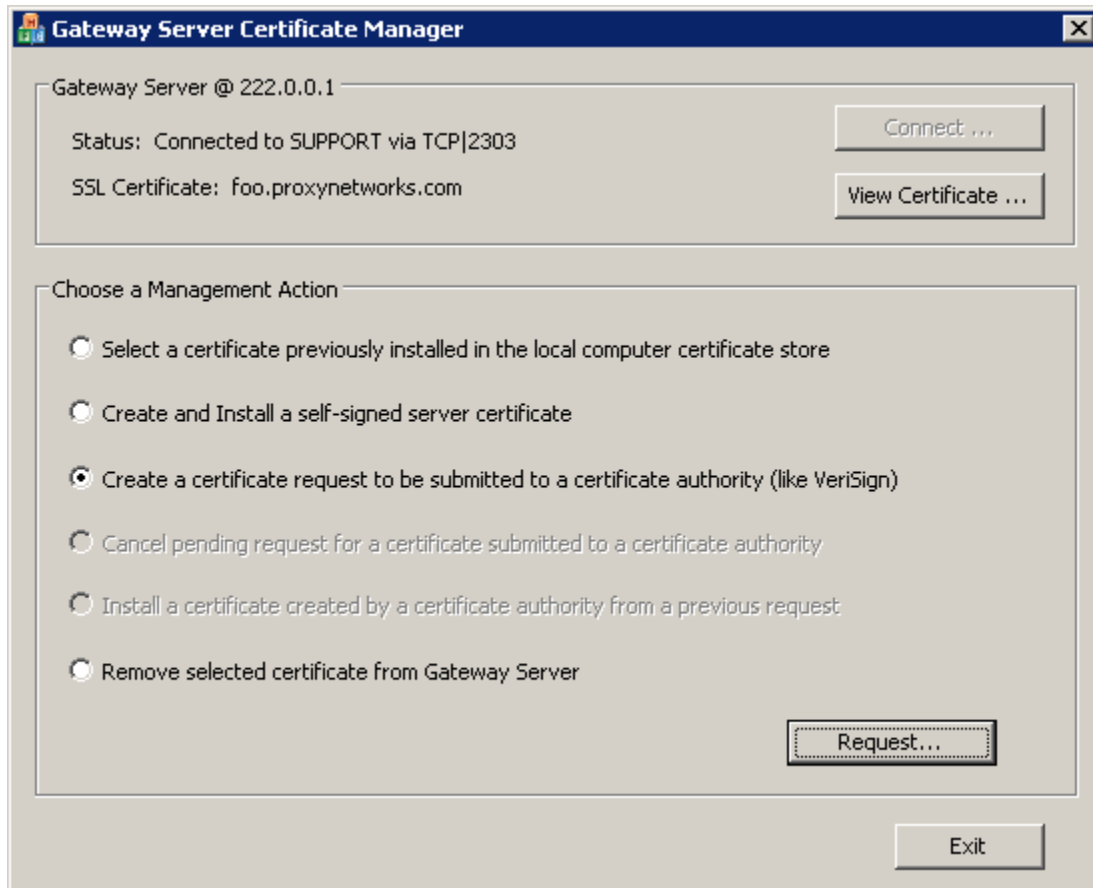 Gateway Server Certificate Manager
Gateway Server @ 222.0.0.1
Status: Connected to SUPPORT via TCP|2303
Connect ...
SSL Certificate: foo.proxynetworks.com
View Certificate ...
Choose a Management Action
Select a certificate previously installed in the local computer certificate store
Create and Install a self-signed server certificate
Create a certificate request to be submitted to a certificate authority (like VeriSign)
Cancel pending request for a certificate submitted to a certificate authority
Install a certificate created by a certificate authority from a previous request
Remove selected certificate from Gateway Server
Request...
Exit